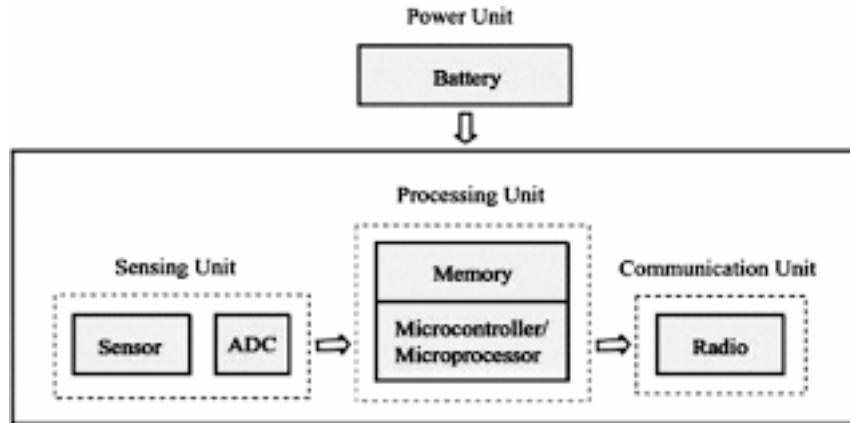 Power Unit
Battery
Processing Unit
Memory
Sensing Unit
Communication Unit
Sensor
ADC
Microcontroller/
Microprocessor
Radio